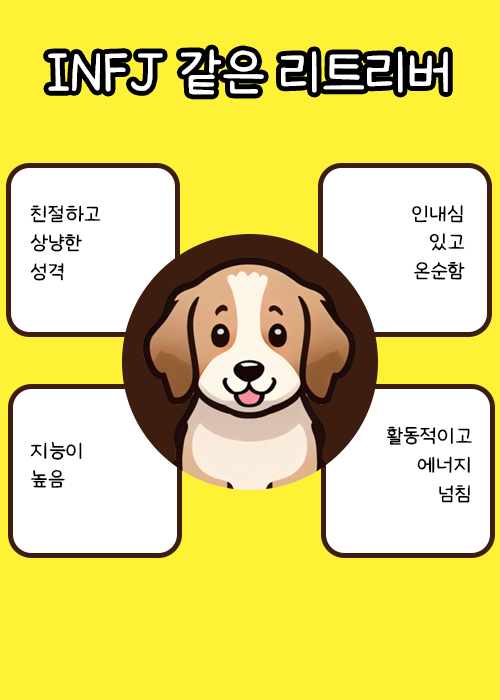 INFJ 같은 리트리버
친절하고
상냥한
성격
인내심
있고
온순함
지능이
높음
활동적이고
에너지
넘침